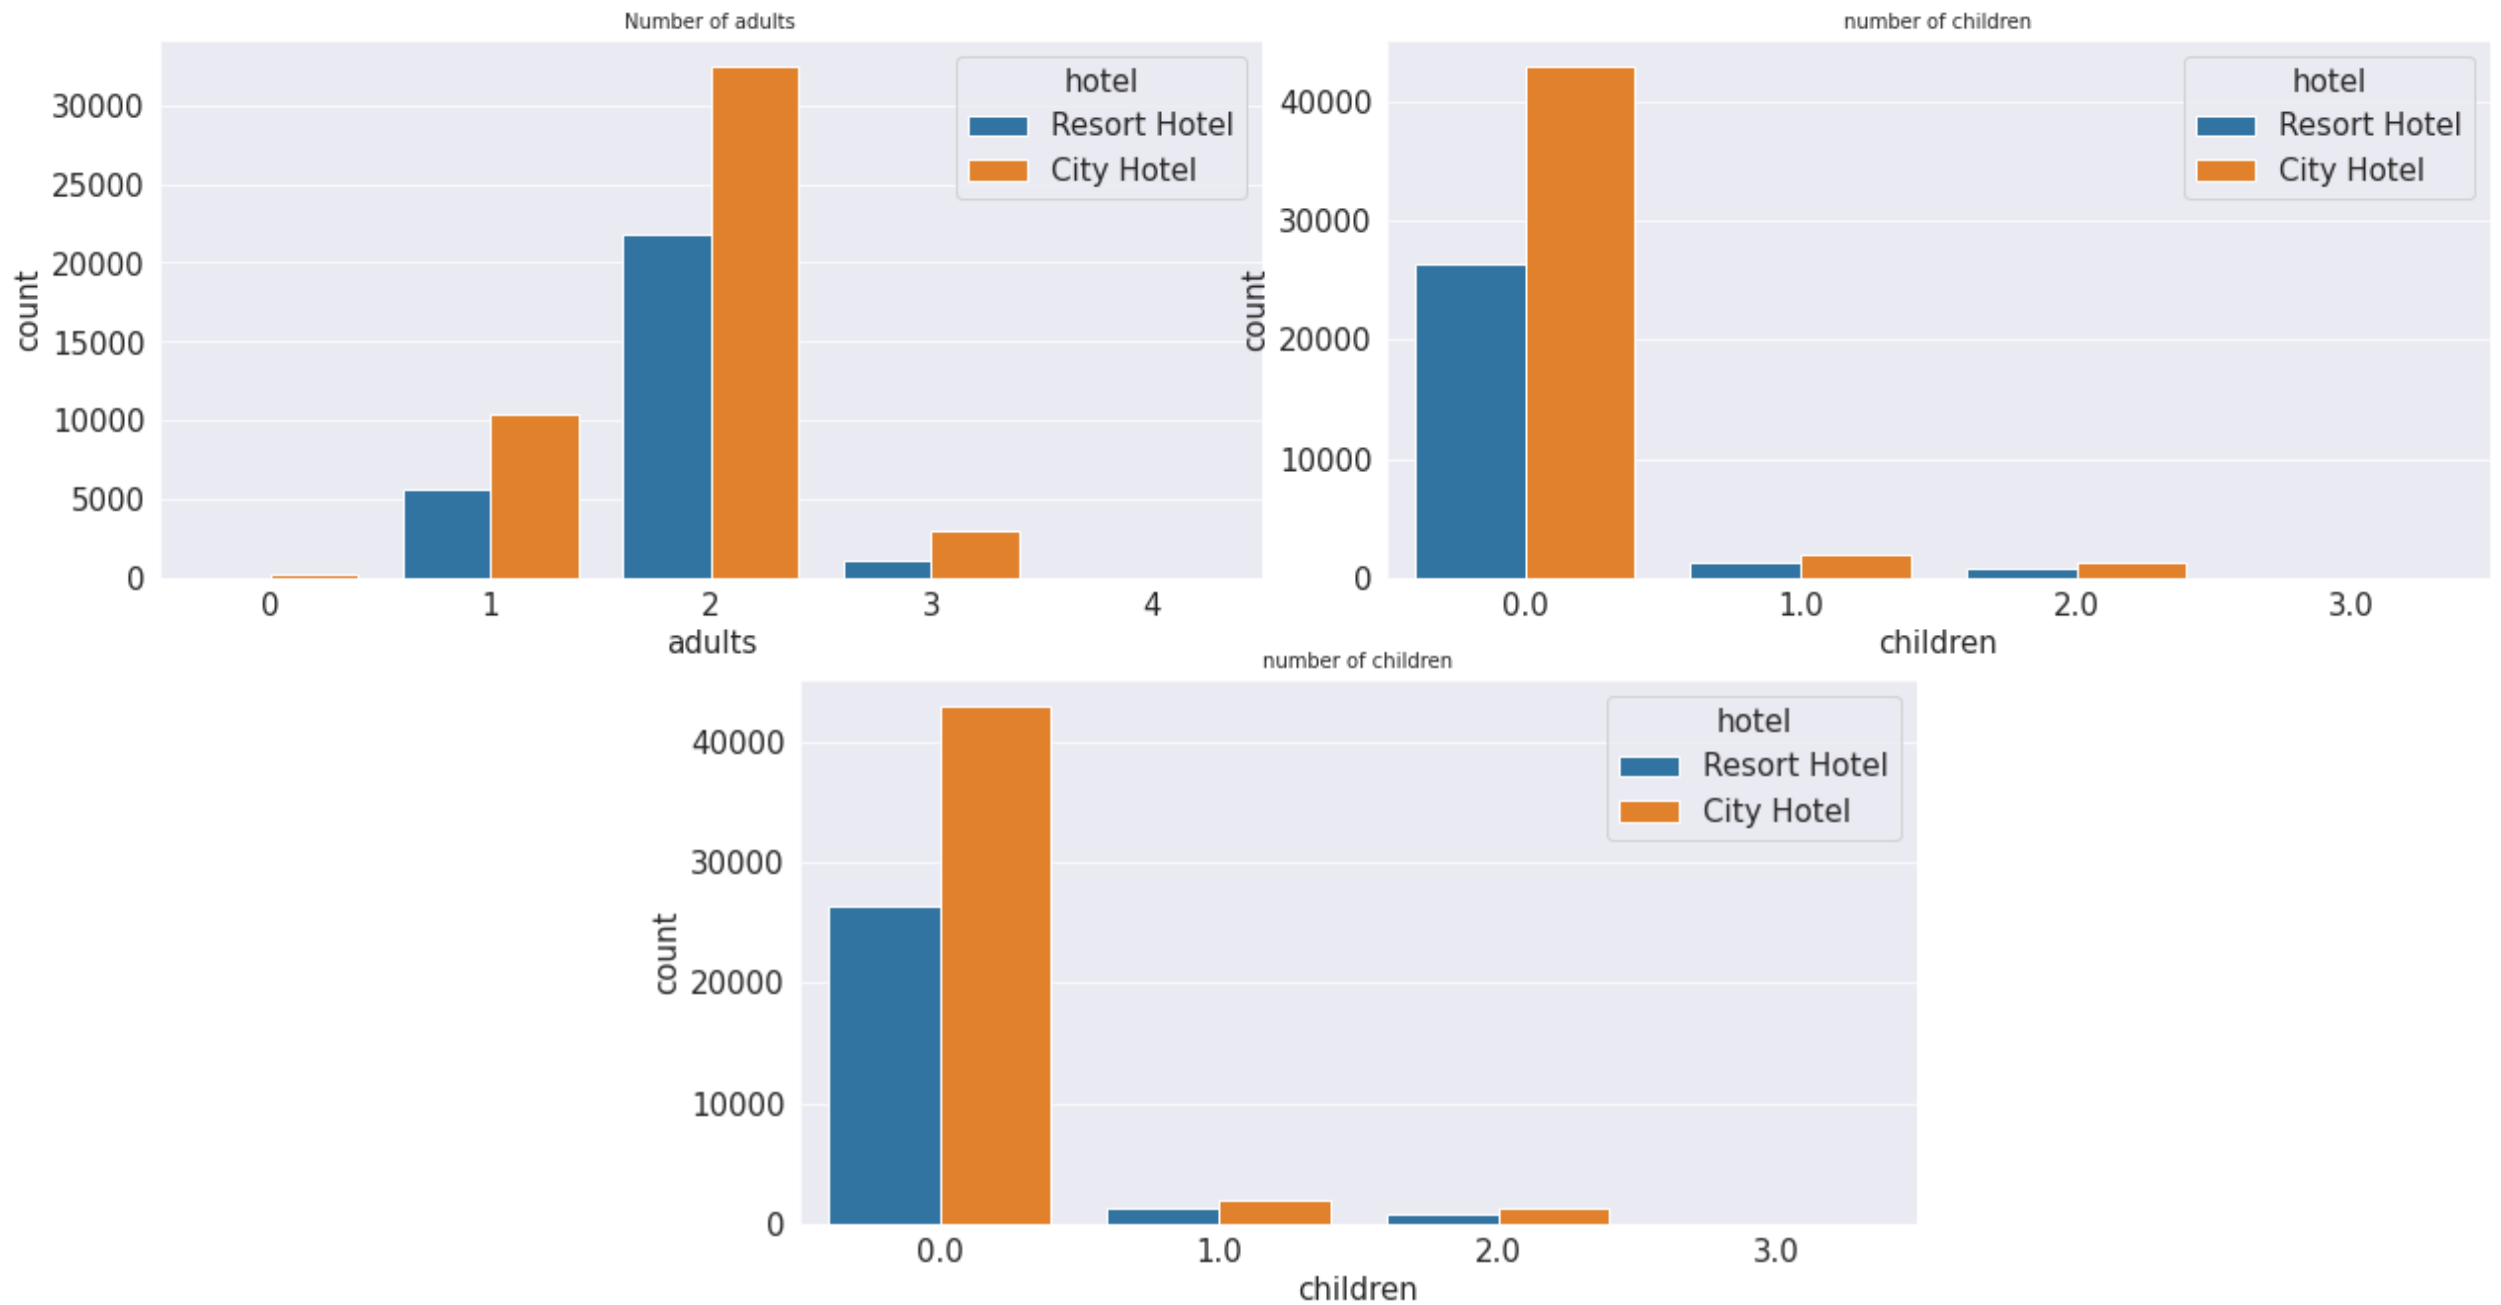 Number of adults
hotel
Resort Hotel
City Hotel
count
30000
25000
20000
15000
10000
5000
0
0 1 2 3 4
adults
number of children
hotel
Resort Hotel
City Hotel
count
40000
30000
20000
10000
0
0.0 1.0 2.0 3.0
children
number of children
hotel
Resort Hotel
City Hotel
count
40000
30000
20000
10000
0
0.0 1.0 2.0 3.0
children